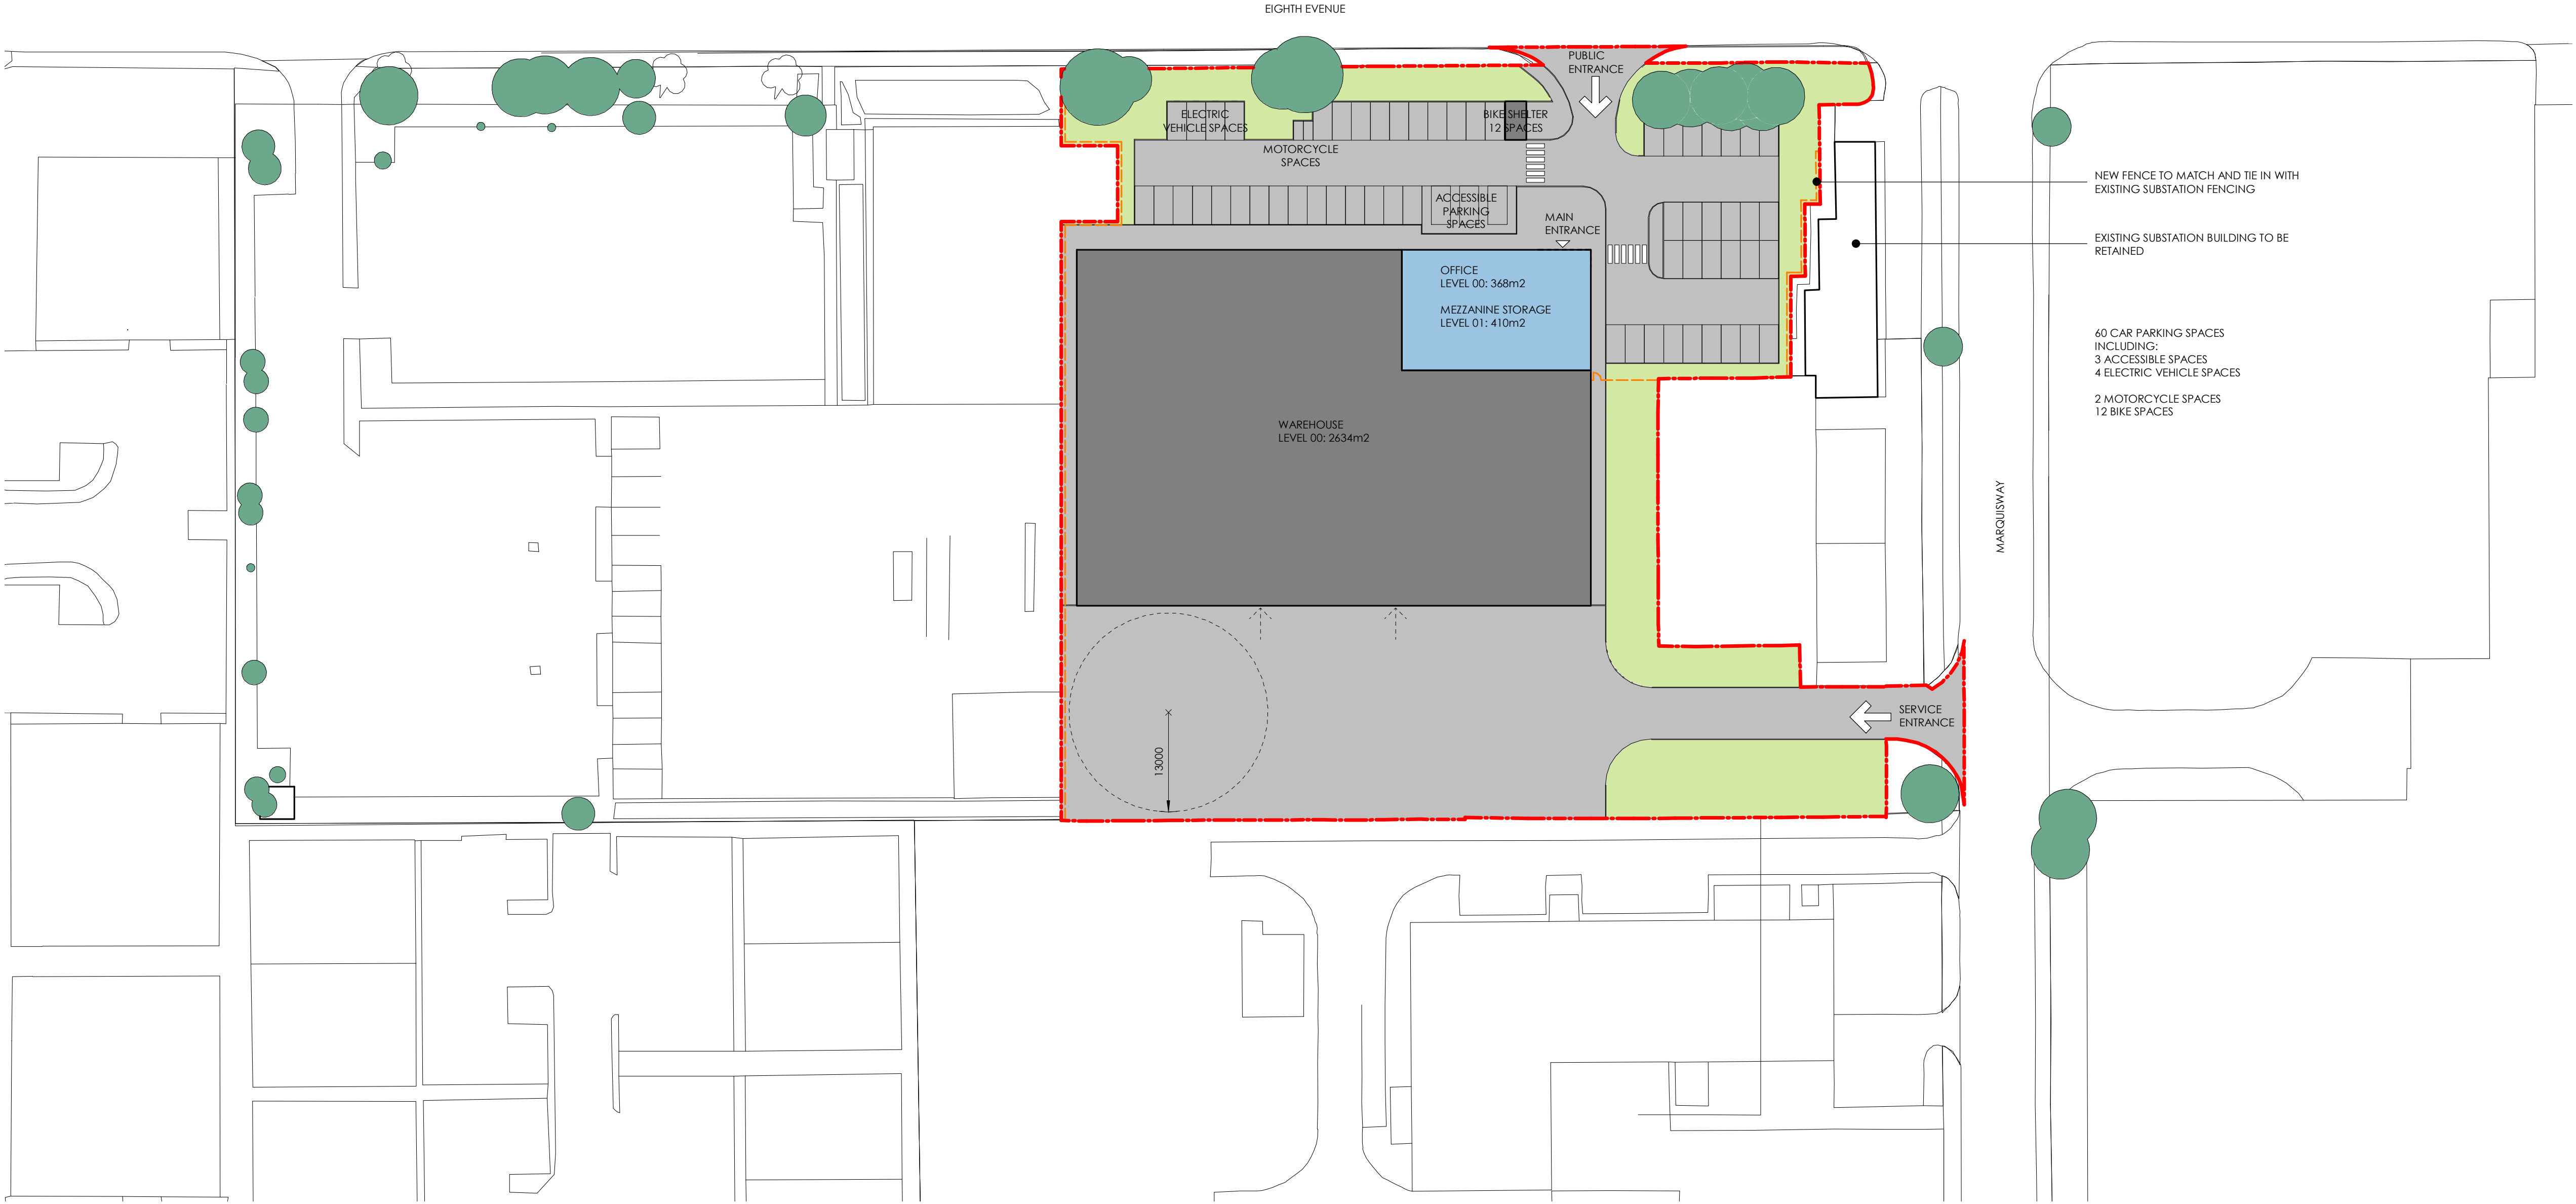 EIGHTH EVENUE
PUBLIC
ENTRANCE
ELECTRIC
VEHICLE SPACES
BIKE SHELTER
12 SPACES
MOTORCYCLE
SPACES
ACCESSIBLE
PARKING
SPACES
MAIN
ENTRANCE
OFFICE
LEVEL 00: 368m2
MEZZANINE STORAGE
LEVEL 01: 410m2
WAREHOUSE
LEVEL 00: 2634m2
13000
SERVICE
ENTRANCE
MARQUISWAY
NEW FENCE TO MATCH AND TIE IN WITH
EXISTING SUBSTATION FENCING
EXISTING SUBSTATION BUILDING TO BE
RETAINED
60 CAR PARKING SPACES
INCLUDING:
3 ACCESSIBLE SPACES
4 ELECTRIC VEHICLE SPACES
2 MOTORCYCLE SPACES
12 BIKE SPACES